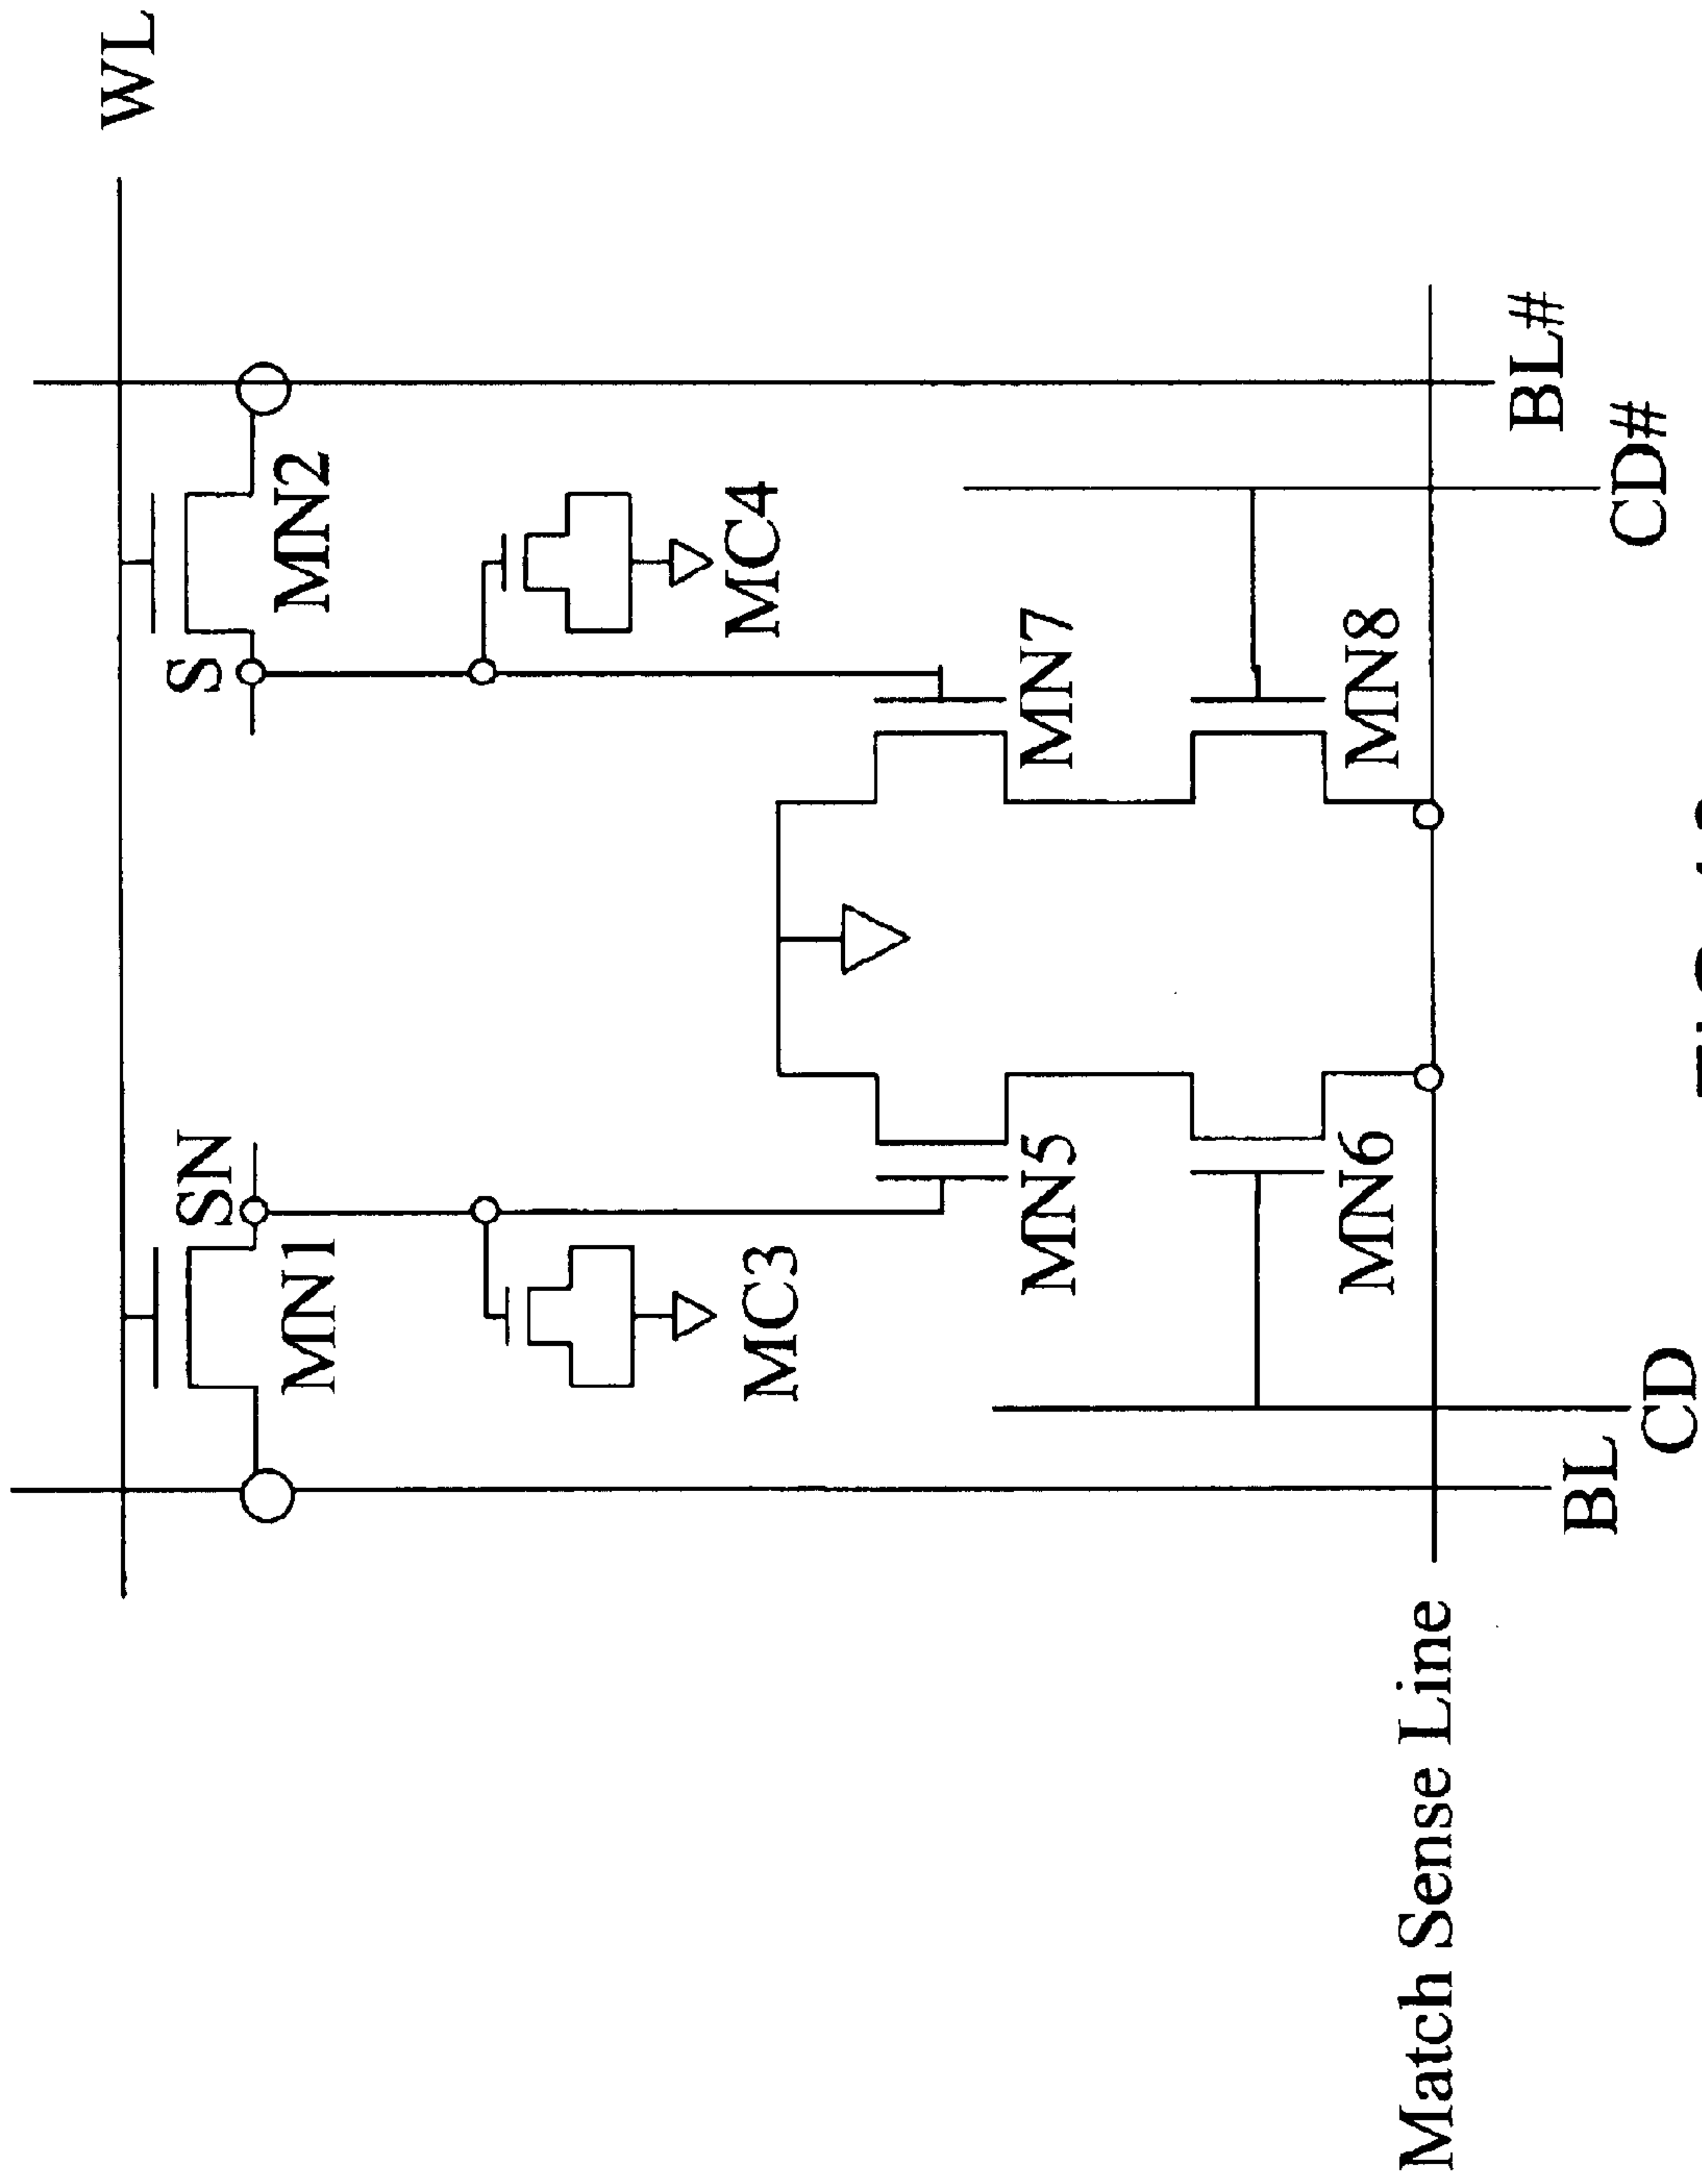 WL
SN
S
MN1
MN2
MC3
MC4
MN5
MN7
MN6
MN8
Match Sense Line
BL
BL#
CD
CD#